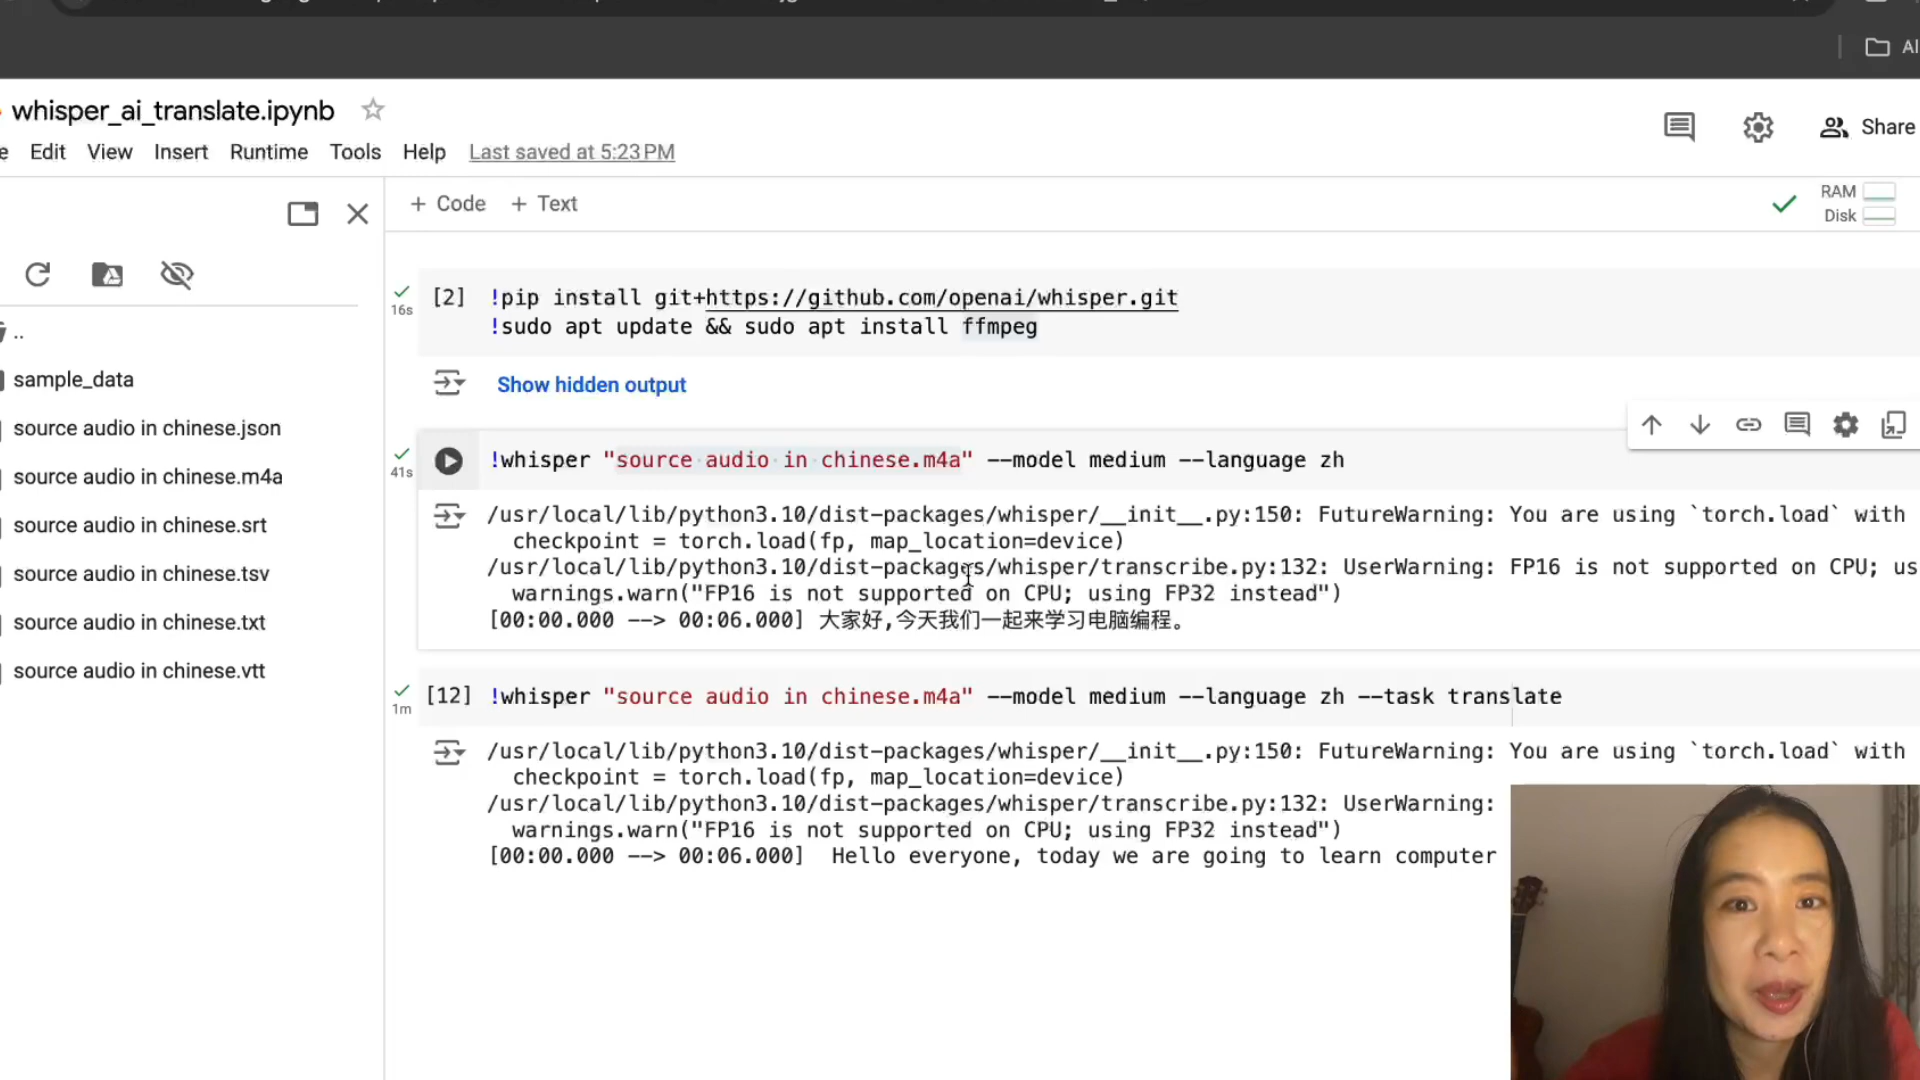 AI
whisper_ai_translate.ipynb
Share
Edit View Insert Runtime Tools Help Last saved at 5:23 PM
+ Code + Text
RAM
Disk
16s
[2] !pip install git+https://github.com/openai/whisper.git
!sudo apt update && sudo apt install ffmpeg
Show hidden output
..
sample_data
source audio in chinese.json
source audio in chinese.m4a
source audio in chinese.srt
source audio in chinese.tsv
source audio in chinese.txt
source audio in chinese.vtt
41s
!whisper "source audio in chinese.m4a" --model medium --language zh
/usr/local/lib/python3.10/dist-packages/whisper/__init__.py:150: FutureWarning: You are using `torch.load` with
checkpoint = torch.load(fp, map_location=device)
/usr/local/lib/python3.10/dist-packages/whisper/transcribe.py:132: UserWarning: FP16 is not supported on CPU; us
warnings.warn("FP16 is not supported on CPU; using FP32 instead")
[00:00.000 --> 00:06.000] 大家好,今天我们一起来学习电脑编程。
1m
[12] !whisper "source audio in chinese.m4a" --model medium --language zh --task translate
/usr/local/lib/python3.10/dist-packages/whisper/__init__.py:150: FutureWarning: You are using `torch.load` with
checkpoint = torch.load(fp, map_location=device)
/usr/local/lib/python3.10/dist-packages/whisper/transcribe.py:132: UserWarning:
warnings.warn("FP16 is not supported on CPU; using FP32 instead")
[00:00.000 --> 00:06.000] Hello everyone, today we are going to learn computer